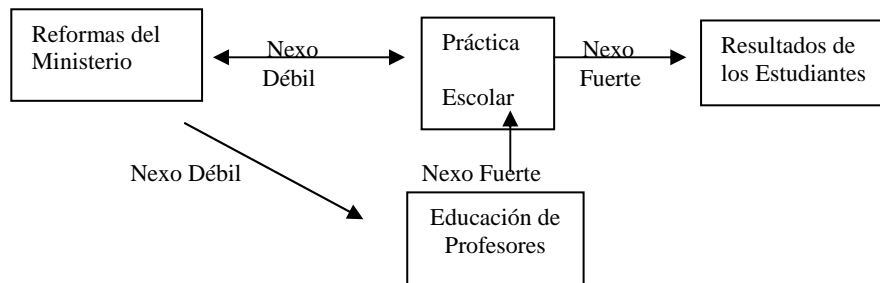 Reformas del
Ministerio
Nexo
Débil
Práctica
Escolar
Nexo
Fuerte
Resultados de
los Estudiantes
Nexo Débil
Nexo Fuerte
Educación de
Profesores